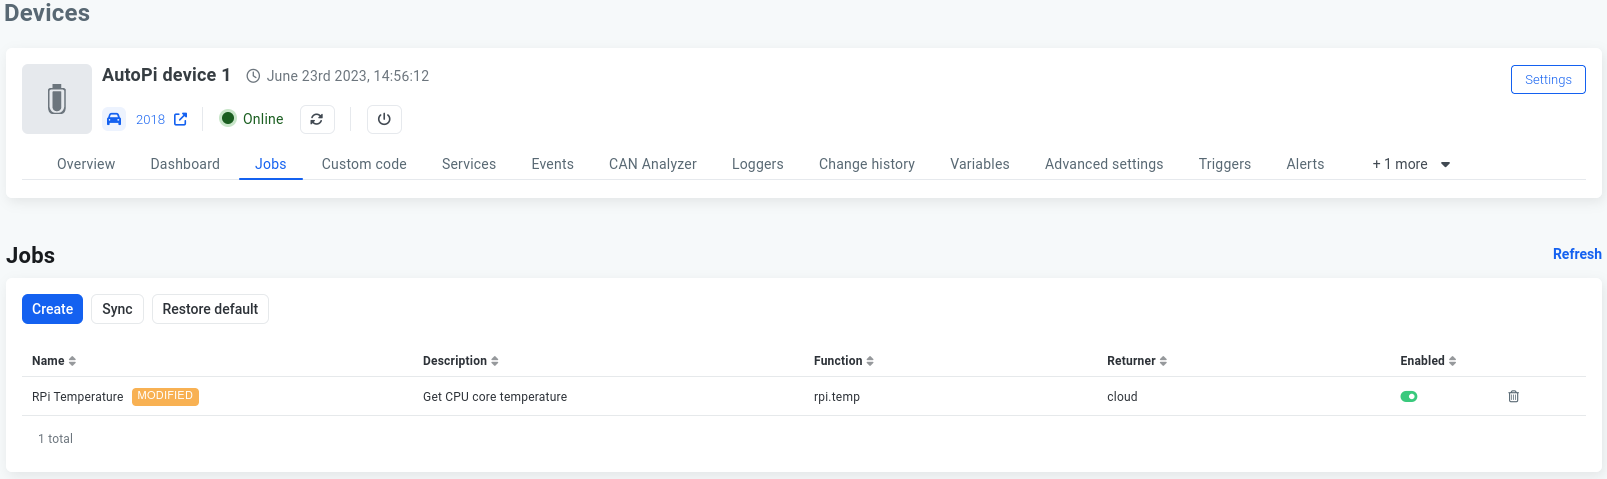 Devices
AutoPi device 1 June 23rd 2023, 14:56:12
Settings
2018 Online
Overview Dashboard Jobs Custom code Services Events CAN Analyzer Loggers Change history Variables Advanced settings Triggers Alerts + 1 more
Jobs
Refresh
Create Sync Restore default
Name Description Function Returner Enabled
RPi Temperature MODIFIED Get CPU core temperature rpi.temp cloud
1 total